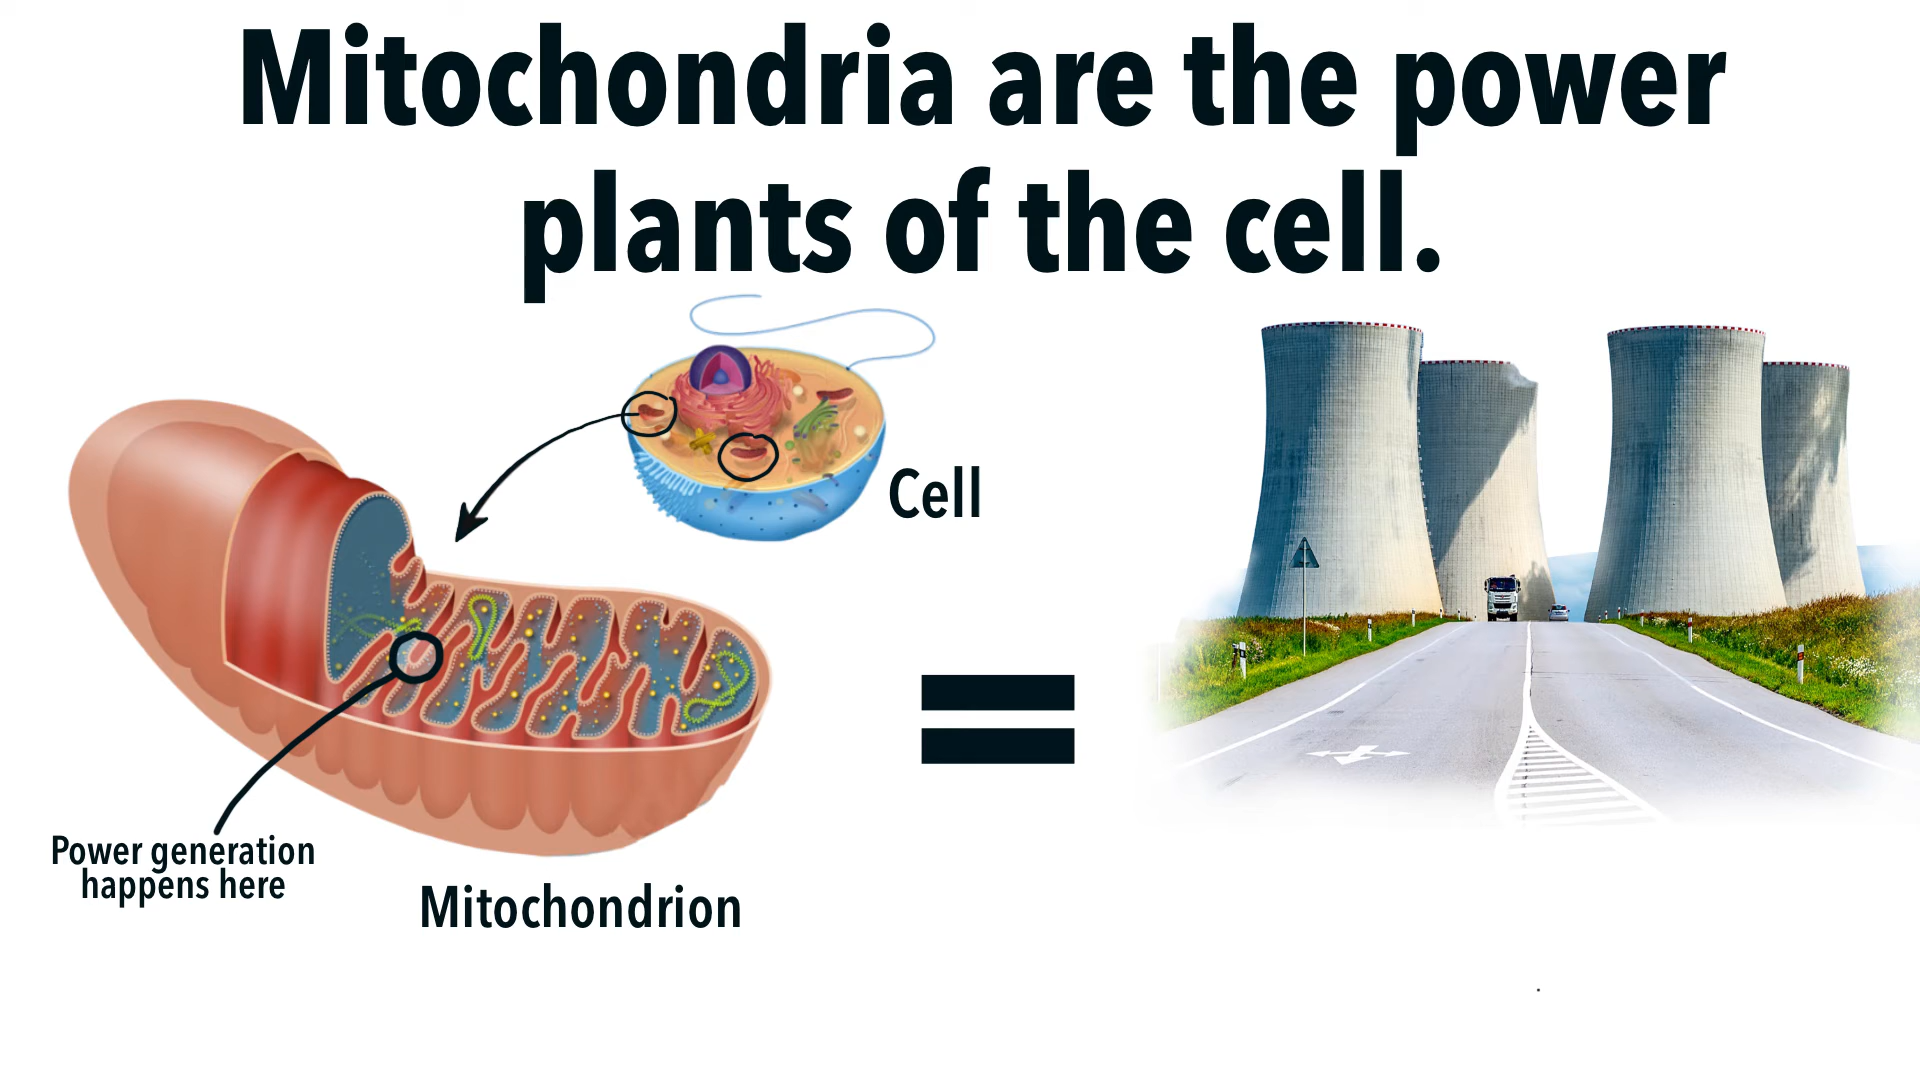 Mitochondria are the power
plants of the cell.
Cell
Power generation
happens here
Mitochondrion